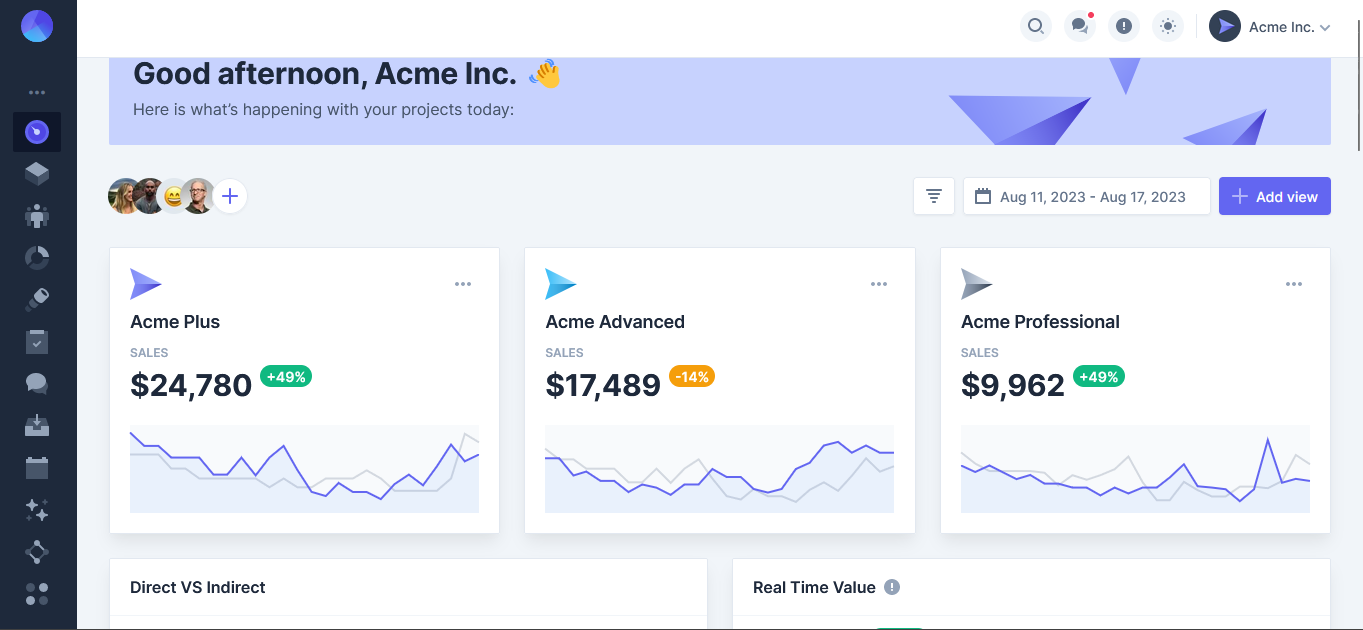 Acme Inc.
Good afternoon, Acme Inc. 👋
Here is what’s happening with your projects today:
Aug 11, 2023 - Aug 17, 2023
Add view
Acme Plus
SALES
$24,780 +49%
Acme Advanced
SALES
$17,489 -14%
Acme Professional
SALES
$9,962 +49%
Direct VS Indirect
Real Time Value